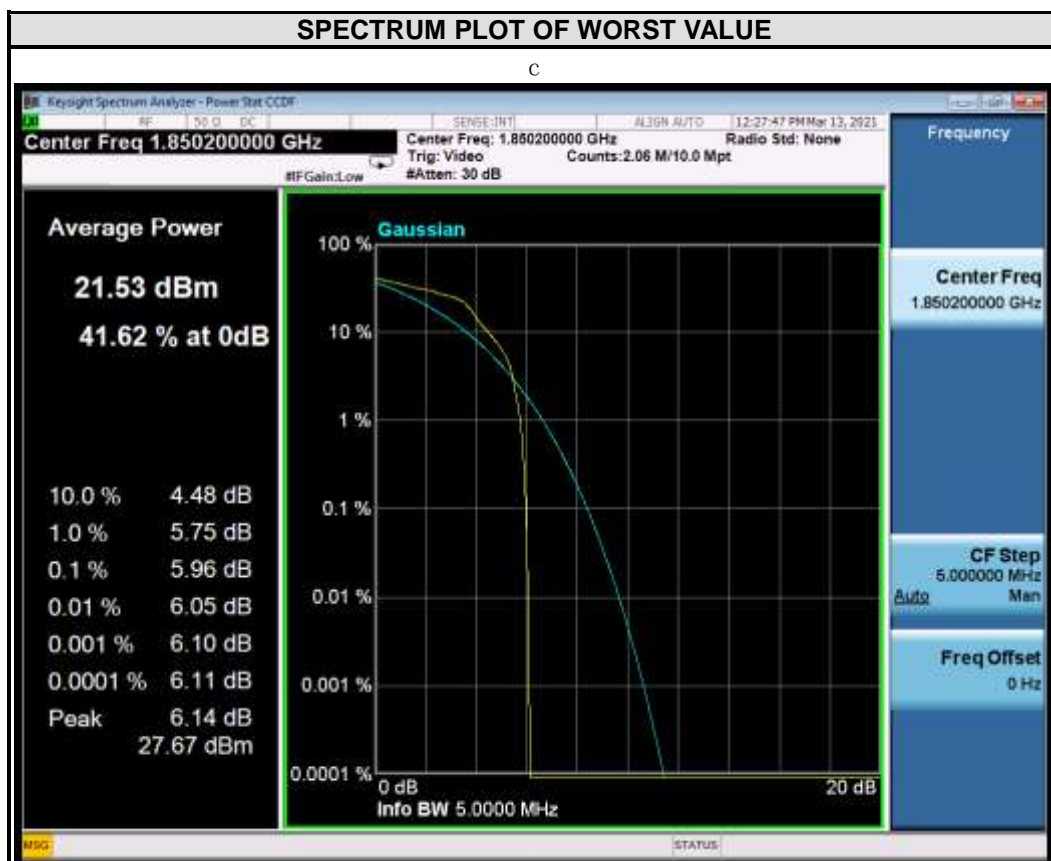 SPECTRUM PLOT OF WORST VALUE
c
Keysight Spectrum Analyzer - Power Stat CCDF
RF 50 Ω DC SENSE:INT ALIGN AUTO 12:27:47 PM Mar 13, 2021
Center Freq 1.850200000 GHz
Center Freq: 1.850200000 GHz Radio Std: None
Trig: Video Counts:2.06 M/10.0 Mpt
#IFGain:Low #Atten: 30 dB
Frequency
Average Power
21.53 dBm
41.62 % at 0dB
10.0 % 4.48 dB
1.0 % 5.75 dB
0.1 % 5.96 dB
0.01 % 6.05 dB
0.001 % 6.10 dB
0.0001 % 6.11 dB
Peak 6.14 dB
27.67 dBm
Gaussian
100 %
10 %
1 %
0.1 %
0.01 %
0.001 %
0.0001 %
0 dB 20 dB
Info BW 5.0000 MHz
Center Freq
1.850200000 GHz
CF Step
5.000000 MHz
Auto Man
Freq Offset
0 Hz
MSG STATUS